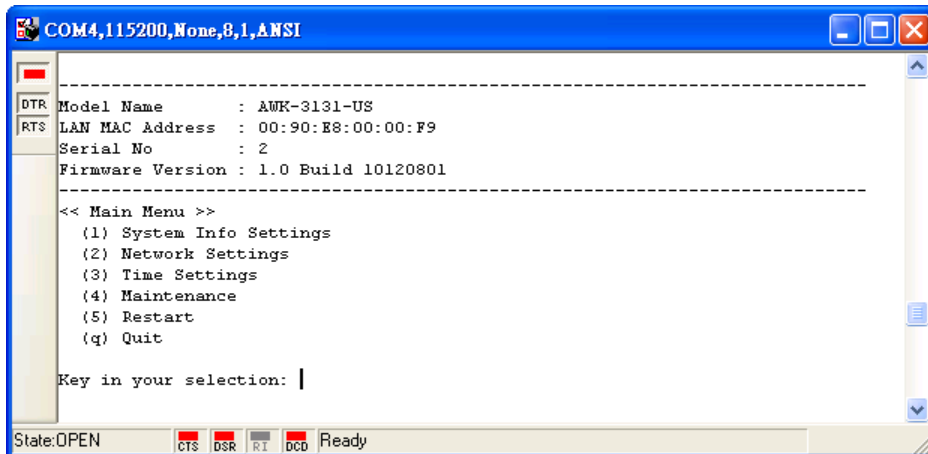 COM4,115200,None,8,1,ANSI
DTR
RTS
--------------------------------------------------------------------------
Model Name       : AWK-3131-US
LAN MAC Address  : 00:90:E8:00:00:F9
Serial No        : 2
Firmware Version : 1.0 Build 10120801
--------------------------------------------------------------------------
<< Main Menu >>
(1) System Info Settings
(2) Network Settings
(3) Time Settings
(4) Maintenance
(5) Restart
(q) Quit
Key in your selection:
State:OPEN CTS DSR RI DCD Ready